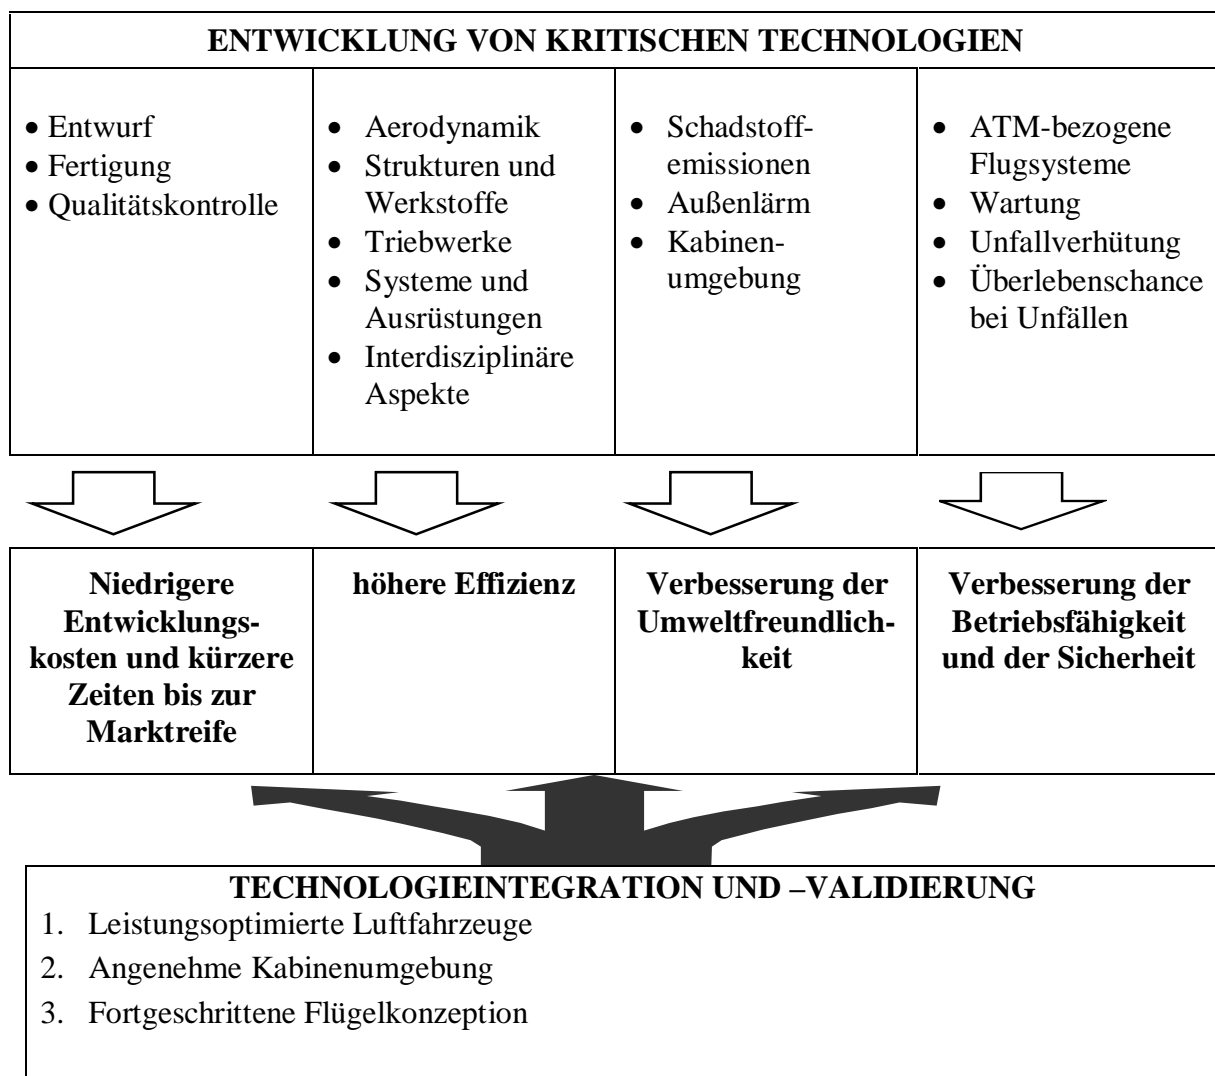 ENTWICKLUNG VON KRITISCHEN TECHNOLOGIEN
• Entwurf
• Fertigung
• Qualitätskontrolle
• Aerodynamik
• Strukturen und
Werkstoffe
• Triebwerke
• Systeme und
Ausrüstungen
• Interdisziplinäre
Aspekte
• Schadstoff-
emissionen
• Außenlärm
• Kabinen-
umgebung
• ATM-bezogene
Flugsysteme
• Wartung
• Unfallverhütung
• Überlebenschance
bei Unfällen
Niedrigere
Entwicklungs-
kosten und kürzere
Zeiten bis zur
Marktreife
höhere Effizienz
Verbesserung der
Umweltfreundlich-
keit
Verbesserung der
Betriebsfähigkeit
und der Sicherheit
TECHNOLOGIEINTEGRATION UND –VALIDIERUNG
1. Leistungsoptimierte Luftfahrzeuge
2. Angenehme Kabinenumgebung
3. Fortgeschrittene Flügelkonzeption